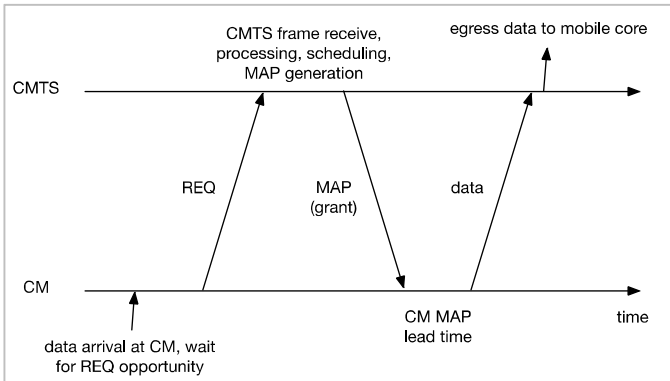 CMTS frame receive,
processing, scheduling,
MAP generation
egress data to mobile core
CMTS
REQ
MAP
(grant)
data
CM
CM MAP
lead time
time
data arrival at CM, wait
for REQ opportunity